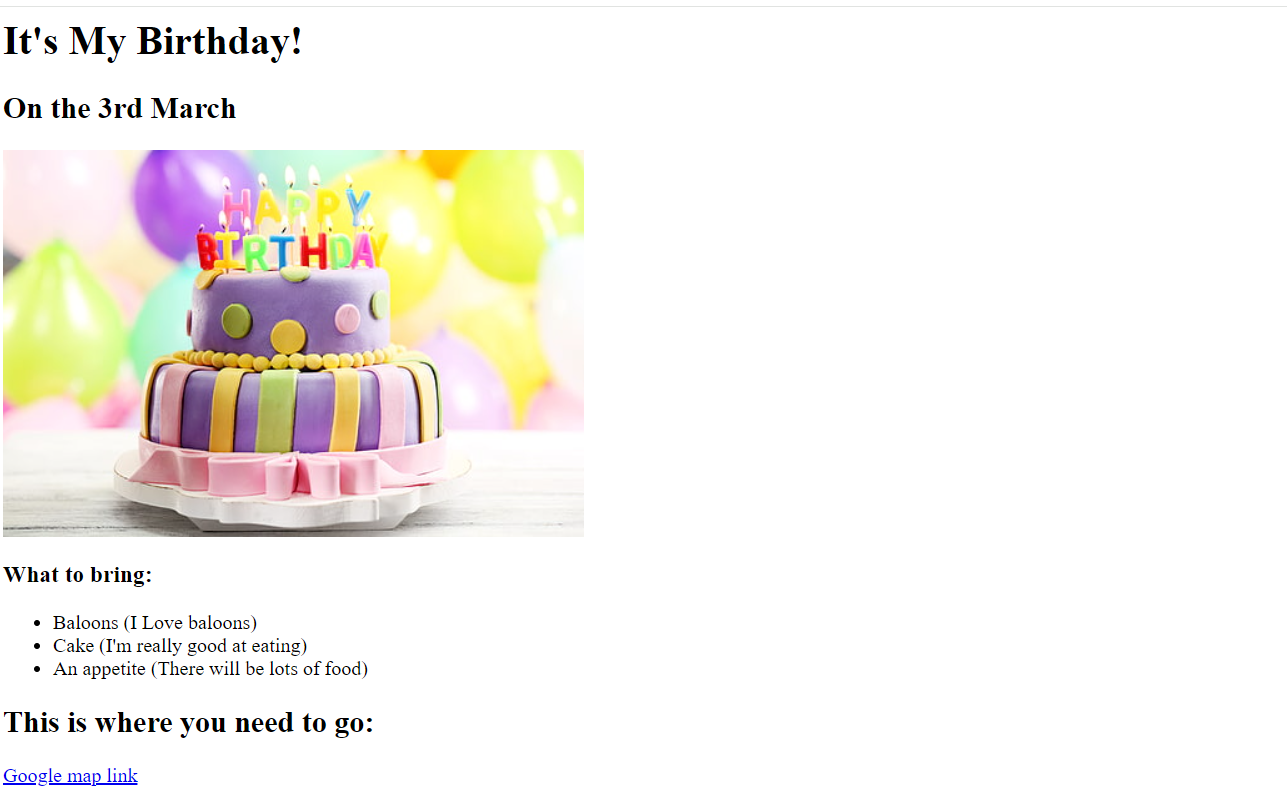 It's My Birthday!
On the 3rd March
HAPPY
BIRTHDAY
What to bring:
Baloons (I Love baloons)
Cake (I'm really good at eating)
An appetite (There will be lots of food)
This is where you need to go:
Google map link